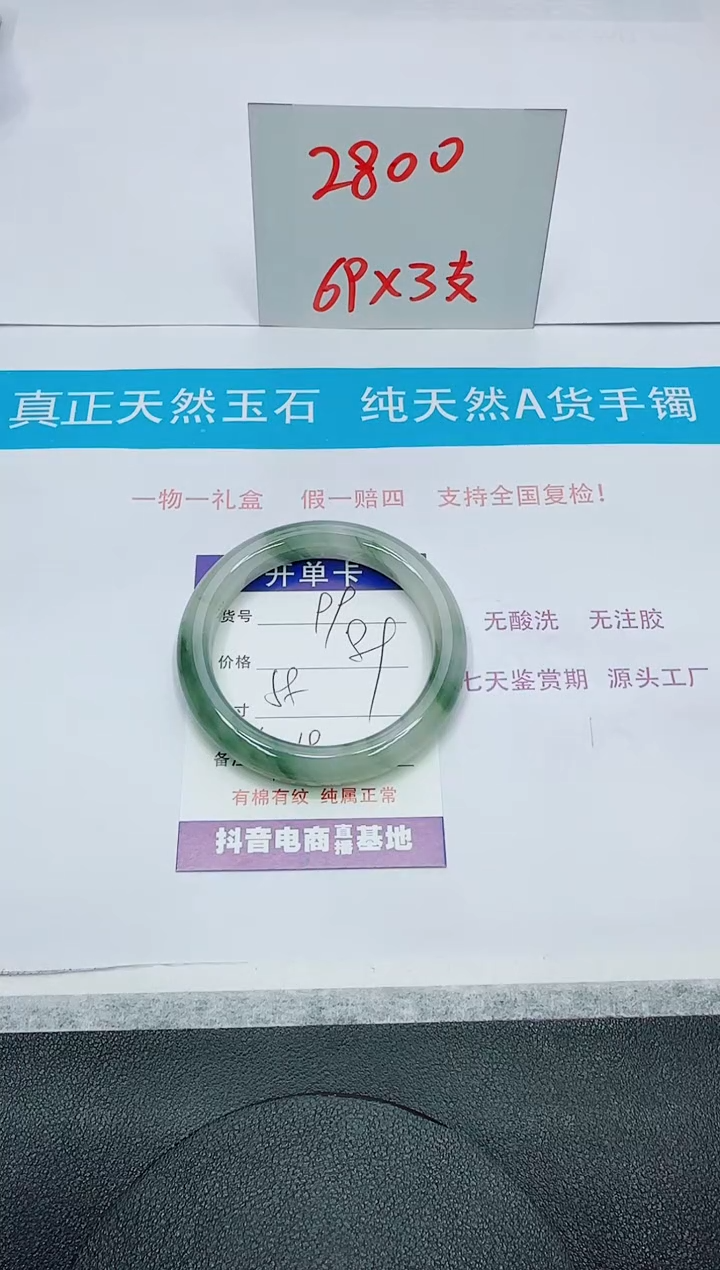 2800
69x3支
真正天然玉石 纯天然A货手镯
一物一礼盒 假一赔四 支持全国复检！
开单卡
货号
无酸洗 无注胶
价格
七天鉴赏期 源头工厂
寸
备
有棉有纹 纯属正常
抖音电商直播基地